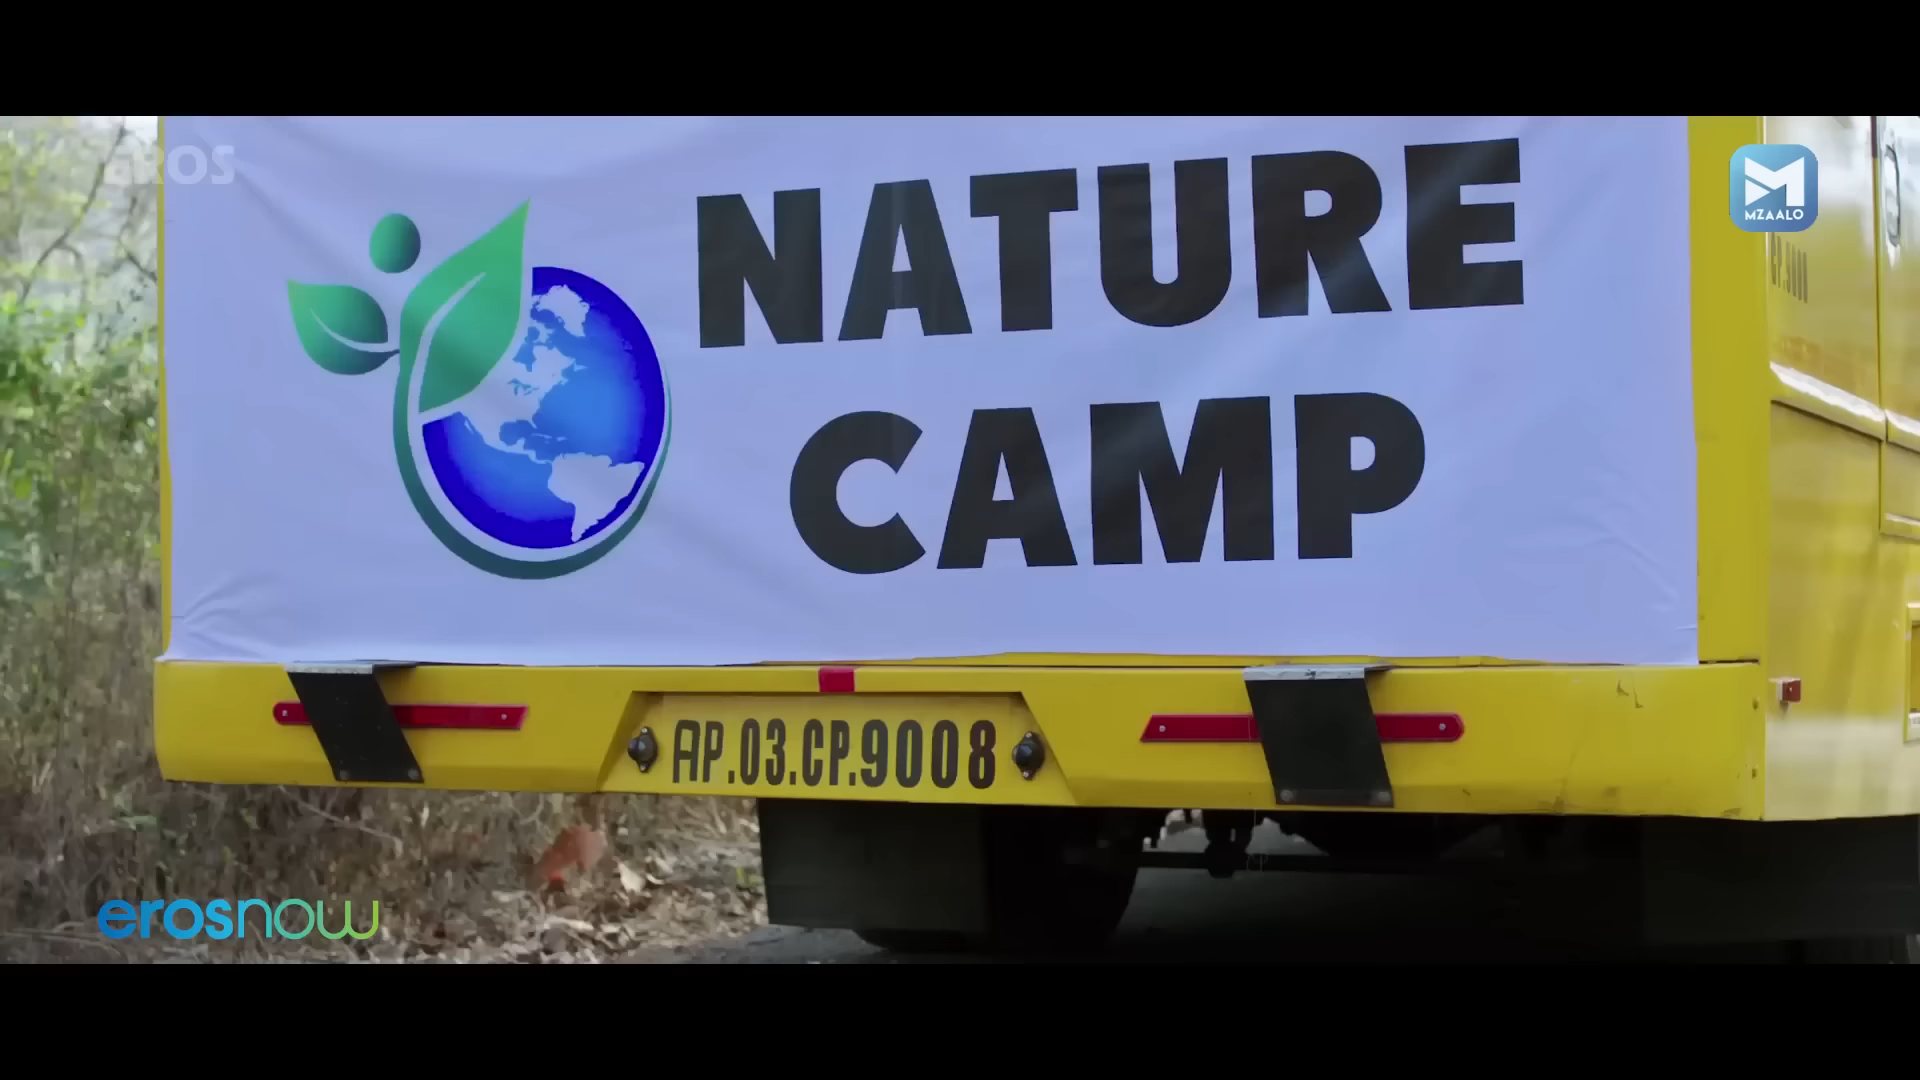 EROS
NATURE
CAMP
MZAALO
AP.03.CP.9008
erosnow